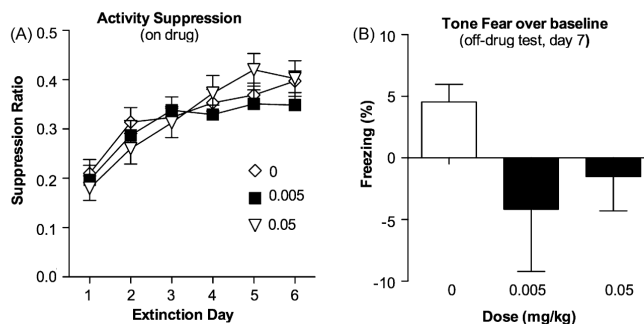 (A)
Activity Suppression
(on drug)
Suppression Ratio
0.5
0.4
0.3
0.2
0.1
0.0
0
0.005
0.05
1 2 3 4 5 6
Extinction Day
(B)
Tone Fear over baseline
(off-drug test, day 7)
Freezing (%)
10
5
0
-5
-10
0 0.005 0.05
Dose (mg/kg)